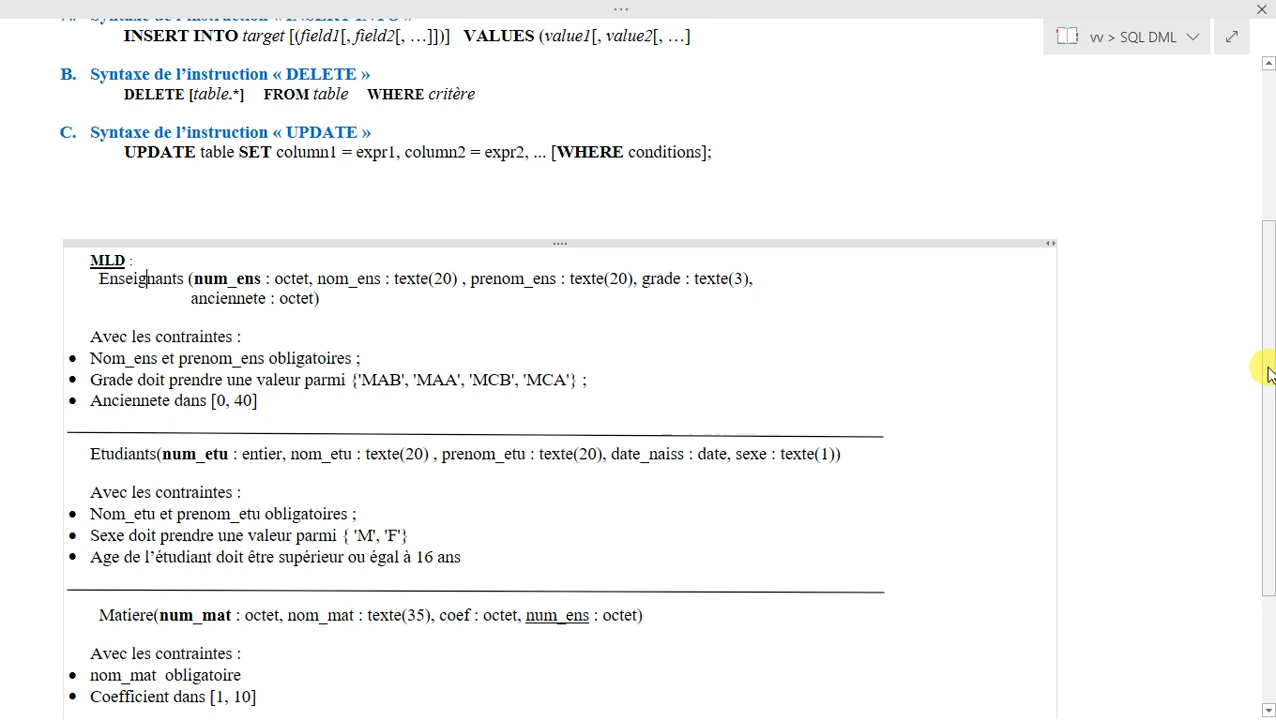 A. Syntaxe de l'instruction « INSERT INTO »
vv > SQL DML
INSERT INTO target [(field1[, field2[, …]])] VALUES (value1[, value2[, …]
B. Syntaxe de l'instruction « DELETE »
DELETE [table.*] FROM table WHERE critère
C. Syntaxe de l'instruction « UPDATE »
UPDATE table SET column1 = expr1, column2 = expr2, ... [WHERE conditions];
MLD :
Enseignants (num_ens : octet, nom_ens : texte(20) , prenom_ens : texte(20), grade : texte(3),
anciennete : octet)
Avec les contraintes :
• Nom_ens et prenom_ens obligatoires ;
• Grade doit prendre une valeur parmi {'MAB', 'MAA', 'MCB', 'MCA'} ;
• Anciennete dans [0, 40]
Etudiants(num_etu : entier, nom_etu : texte(20) , prenom_etu : texte(20), date_naiss : date, sexe : texte(1))
Avec les contraintes :
• Nom_etu et prenom_etu obligatoires ;
• Sexe doit prendre une valeur parmi { 'M', 'F'}
• Age de l'étudiant doit être supérieur ou égal à 16 ans
Matiere(num_mat : octet, nom_mat : texte(35), coef : octet, num_ens : octet)
Avec les contraintes :
• nom_mat obligatoire
• Coefficient dans [1, 10]